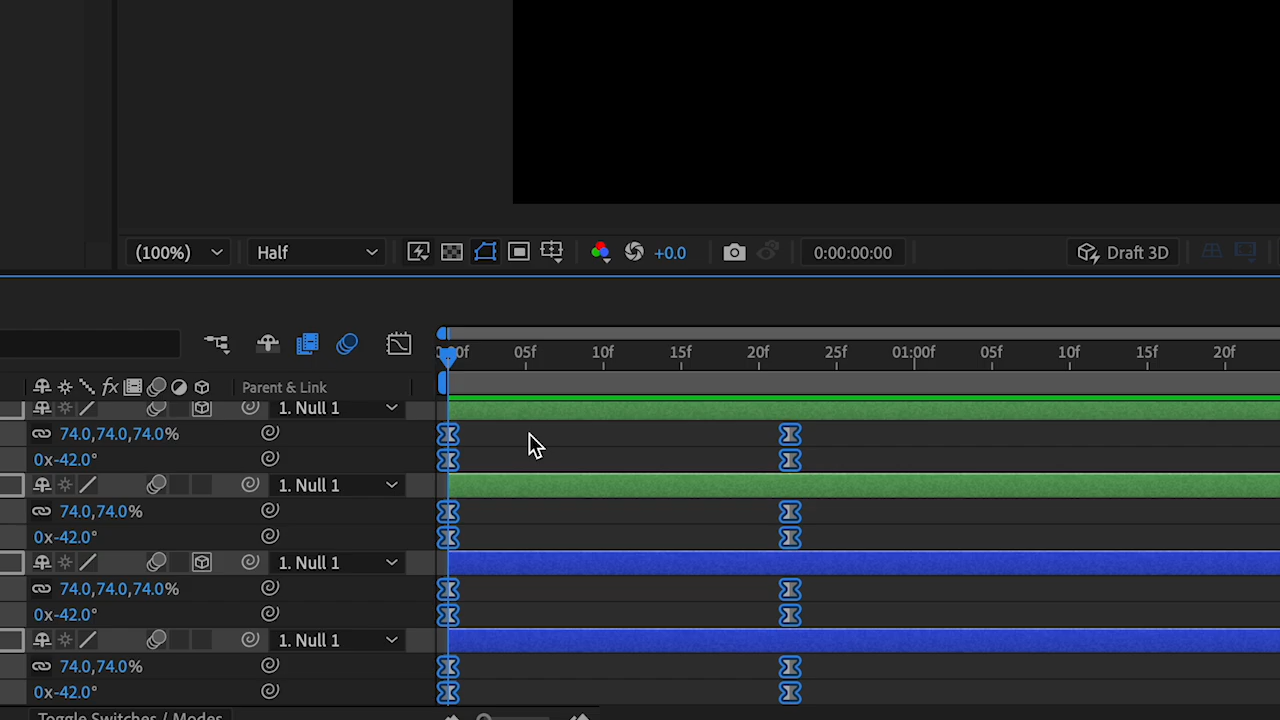 (100%) Half +0.0 0:00:00:00 Draft 3D
05f 10f 15f 20f 25f 01:00f 05f 10f 15f 20f
fx Parent & Link
1. Null 1
74.0,74.0,74.0%
0x-42.0°
1. Null 1
74.0,74.0%
0x-42.0°
1. Null 1
74.0,74.0,74.0%
0x-42.0°
1. Null 1
74.0,74.0%
0x-42.0°
Toggle Switches / Modes